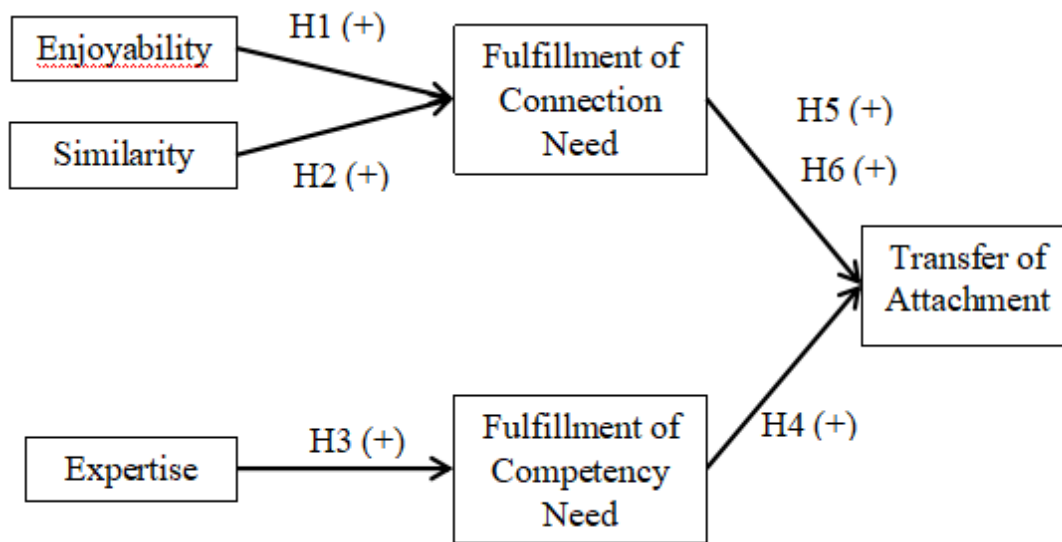 Enjoyability
H1 (+)
Similarity
H2 (+)
Fulfillment of
Connection
Need
H5 (+)
H6 (+)
Transfer of
Attachment
Expertise
H3 (+)
Fulfillment of
Competency
Need
H4 (+)